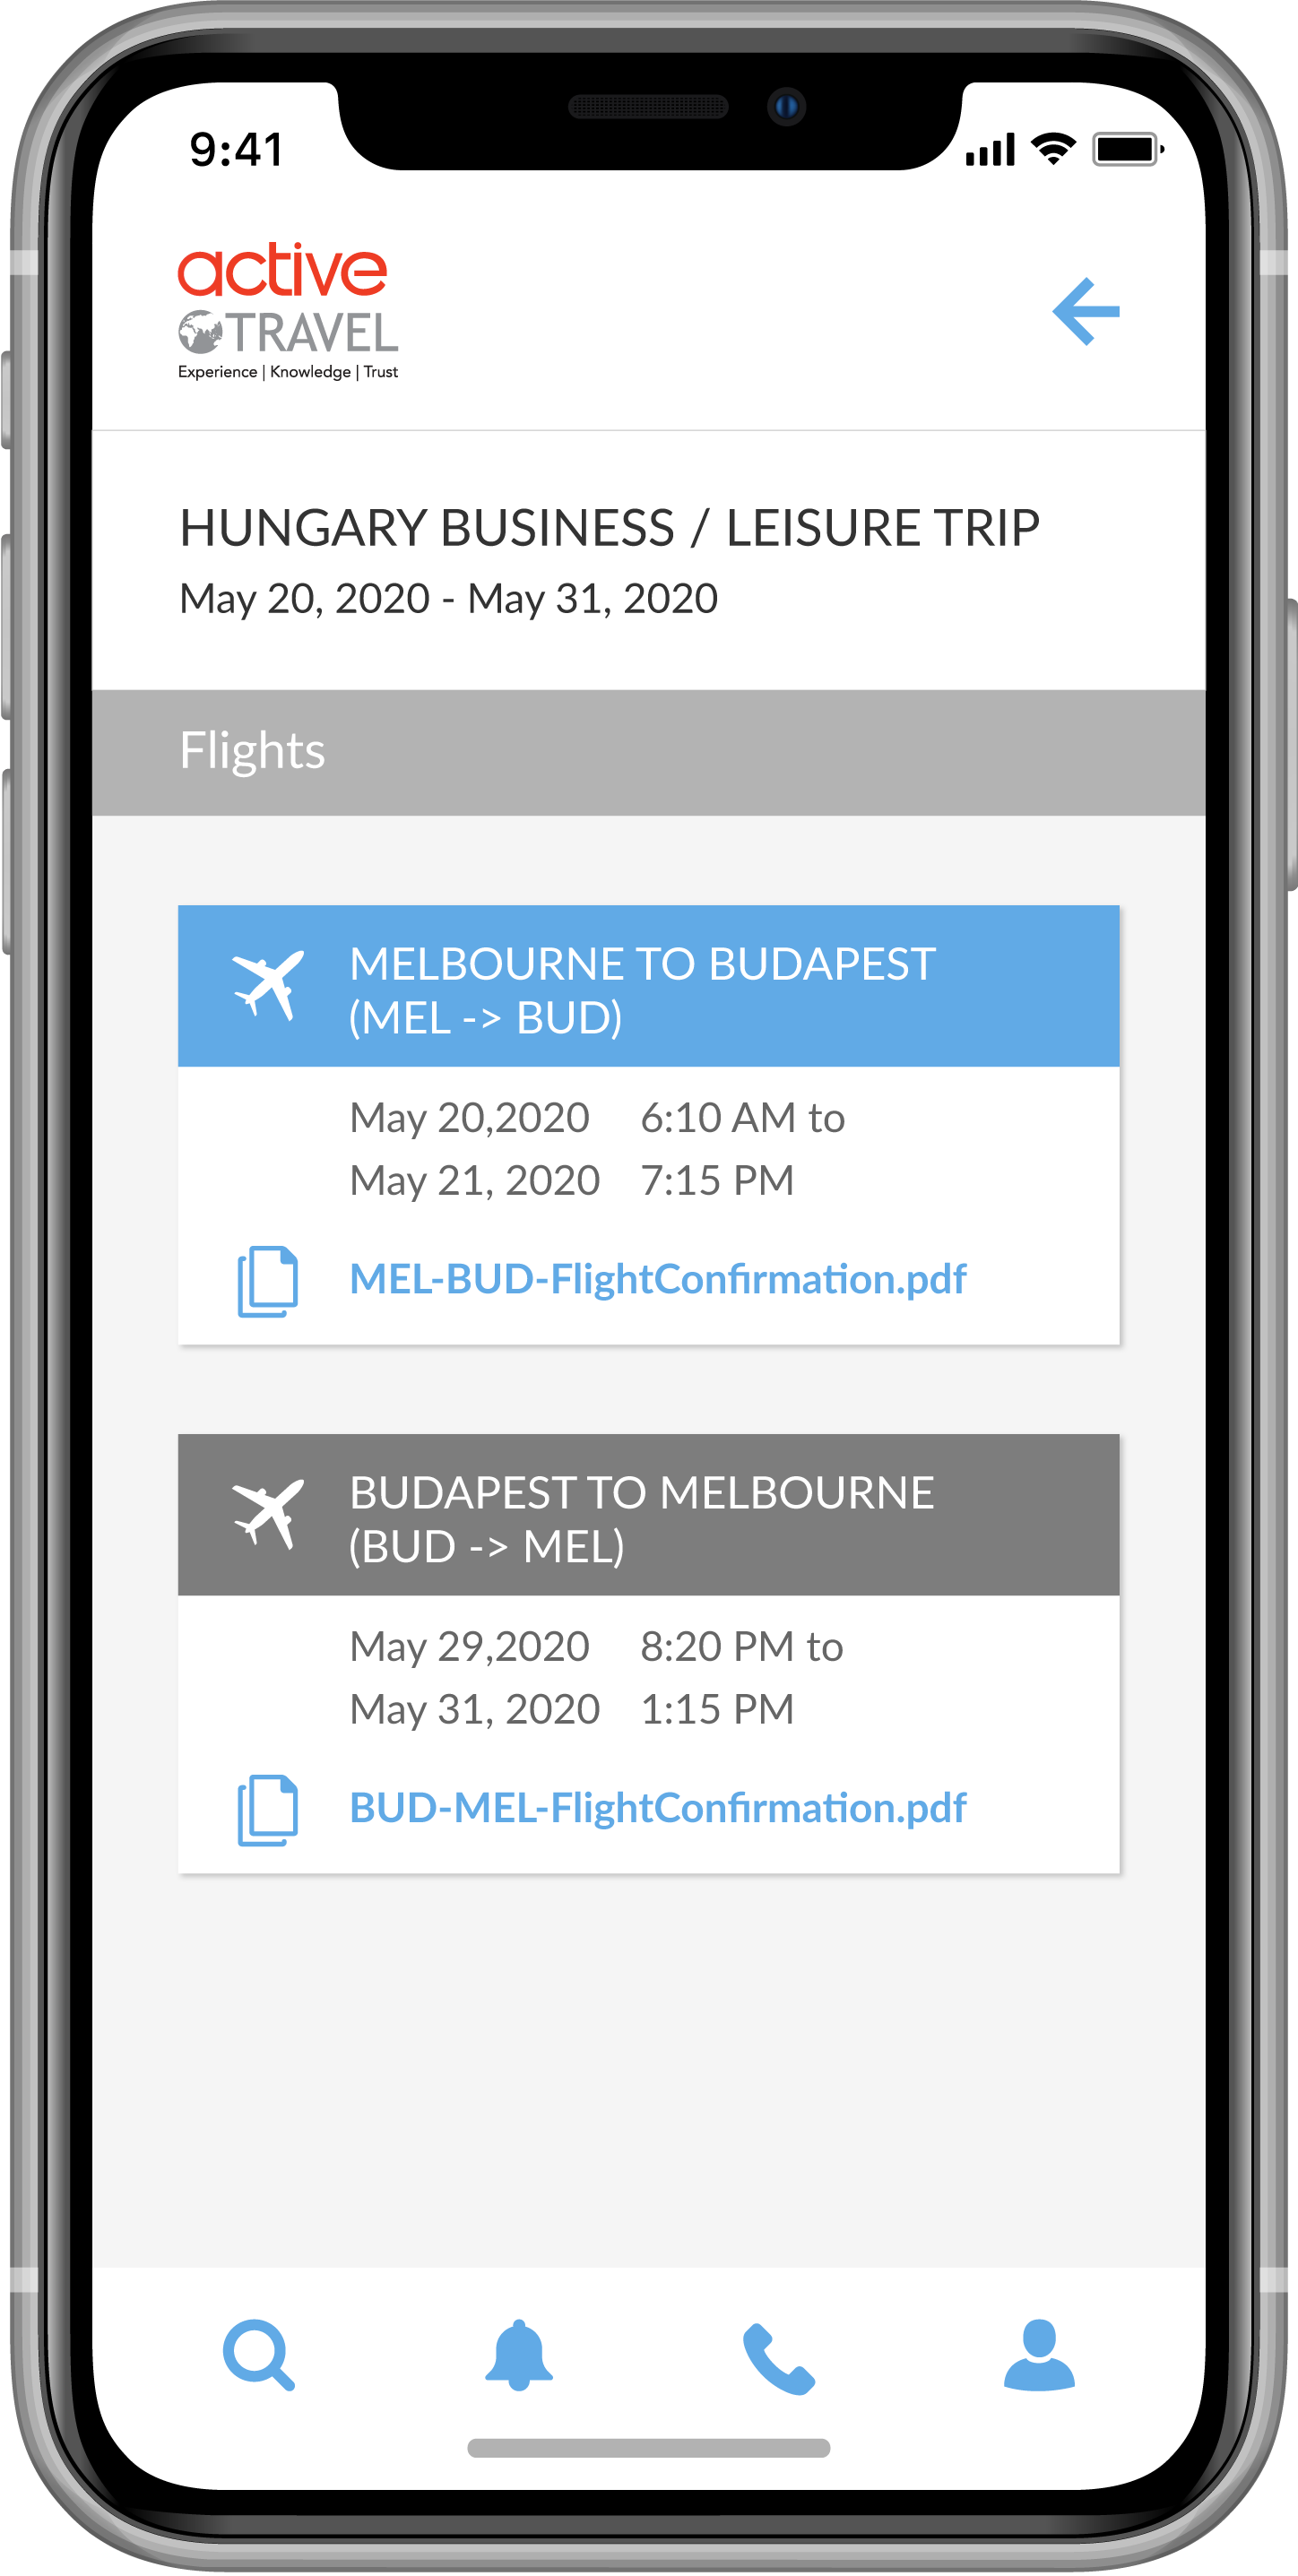 9:41
active
TRAVEL
Experience | Knowledge | Trust
HUNGARY BUSINESS / LEISURE TRIP
May 20, 2020 - May 31, 2020
Flights
MELBOURNE TO BUDAPEST
(MEL -> BUD)
May 20,2020 6:10 AM to
May 21, 2020 7:15 PM
MEL-BUD-FlightConfirmation.pdf
BUDAPEST TO MELBOURNE
(BUD -> MEL)
May 29,2020 8:20 PM to
May 31, 2020 1:15 PM
BUD-MEL-FlightConfirmation.pdf